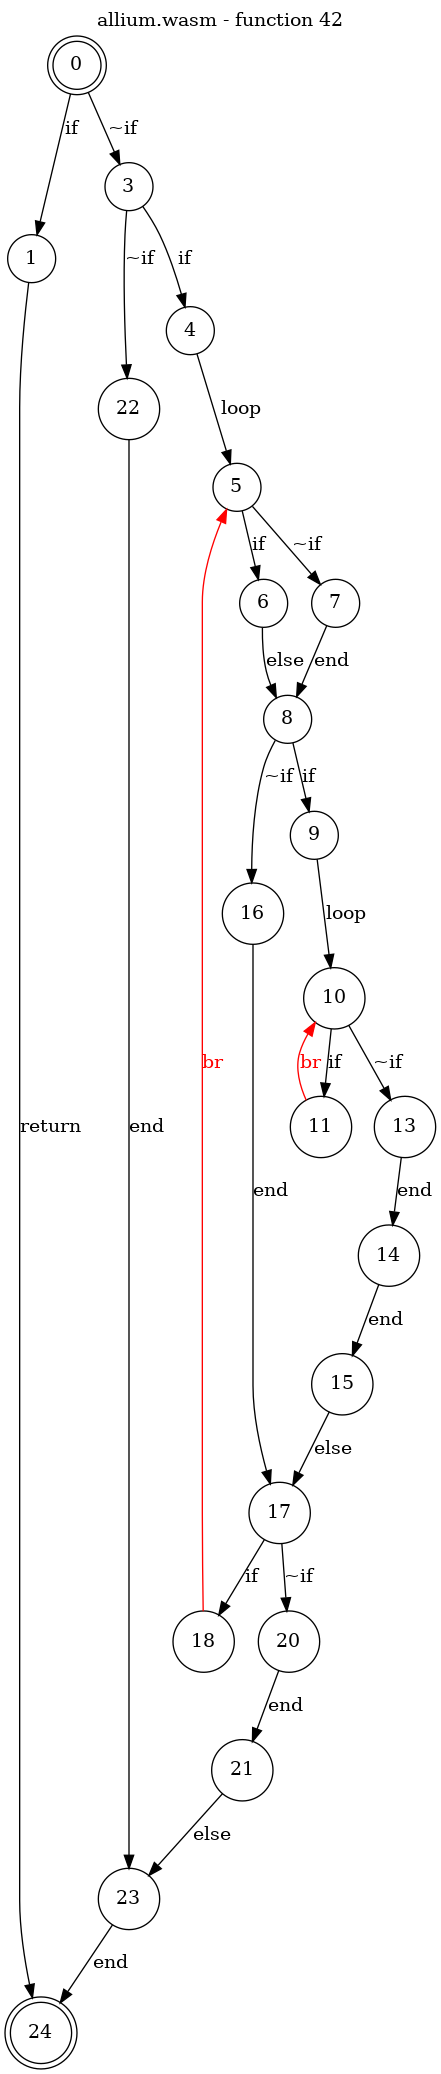 allium.wasm - function 42
0
if
~if
3
1
~if
if
4
22
loop
5
if
~if
6
7
else
end
8
~if
if
9
16
loop
10
br
br
if
~if
return
end
11
13
end
end
14
end
15
else
17
if
~if
18
20
end
21
else
23
end
24